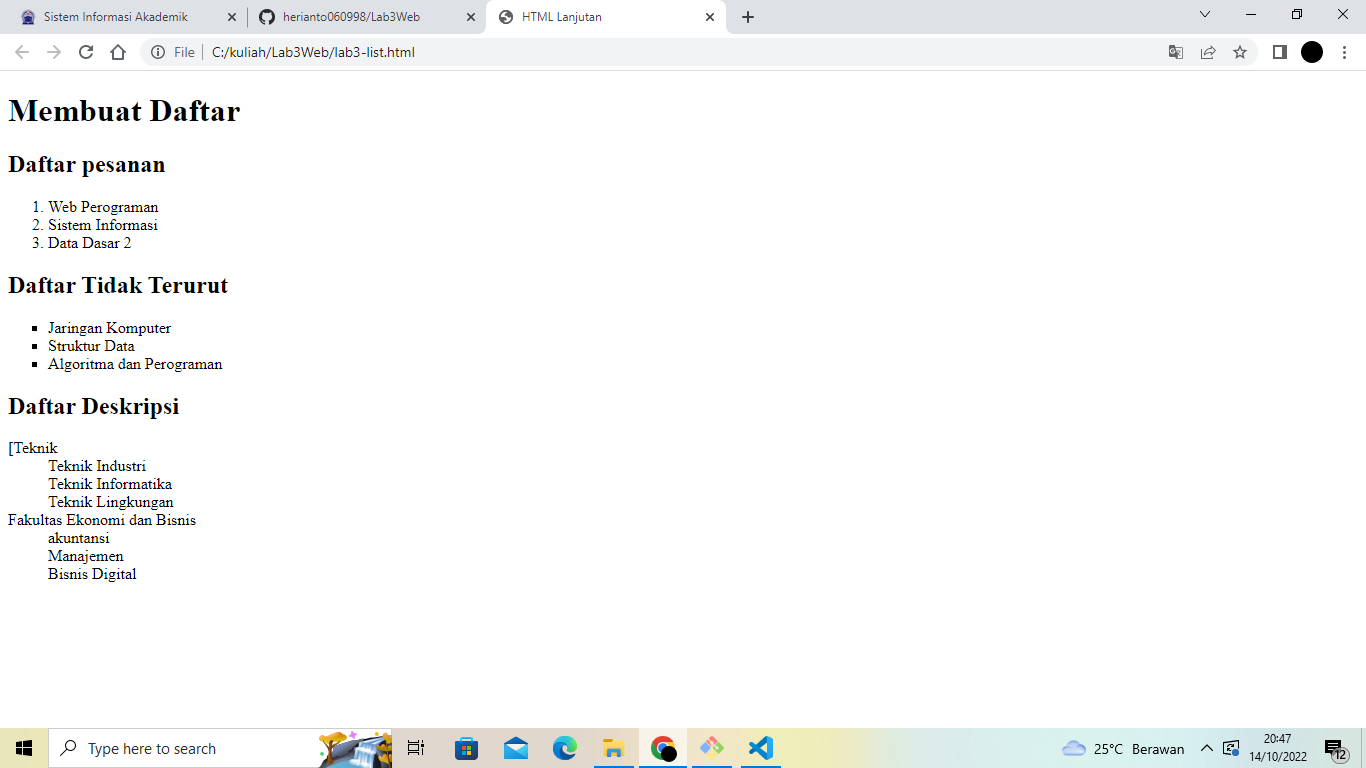 Sistem Informasi Akademik
herianto060998/Lab3Web
HTML Lanjutan
File
C:/kuliah/Lab3Web/lab3-list.html
Membuat Daftar
Daftar pesanan
1. Web Perograman
2. Sistem Informasi
3. Data Dasar 2
Daftar Tidak Terurut
▪ Jaringan Komputer
▪ Struktur Data
▪ Algoritma dan Perograman
Daftar Deskripsi
[Teknik
Teknik Industri
Teknik Informatika
Teknik Lingkungan
Fakultas Ekonomi dan Bisnis
akuntansi
Manajemen
Bisnis Digital
Type here to search
25°C Berawan
20:47
14/10/2022
12